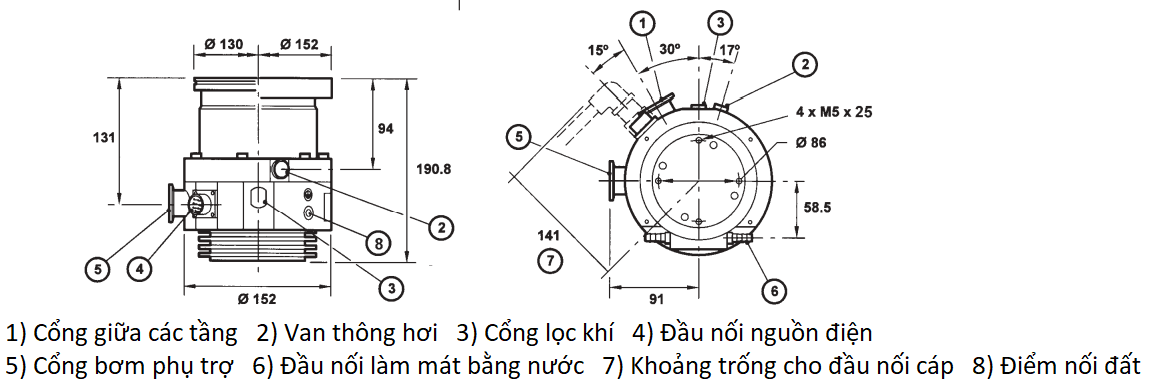 Ø 130 Ø 152
131
94
190.8
2
8
5 4 3
Ø 152
1 3
15º 30º 17º
2
4 x M5 x 25
5
Ø 86
58.5
141
7
91
6
1) Cổng giữa các tầng 2) Van thông hơi 3) Cổng lọc khí 4) Đầu nối nguồn điện
5) Cổng bơm phụ trợ 6) Đầu nối làm mát bằng nước 7) Khoảng trống cho đầu nối cáp 8) Điểm nối đất